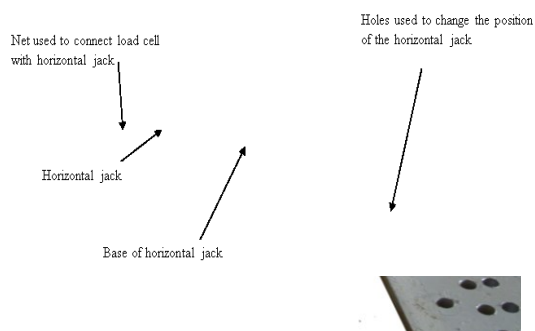 Holes used to change the position
of the horizontal jack
Net used to connect load cell
with horizontal jack
Horizontal jack
Base of horizontal jack